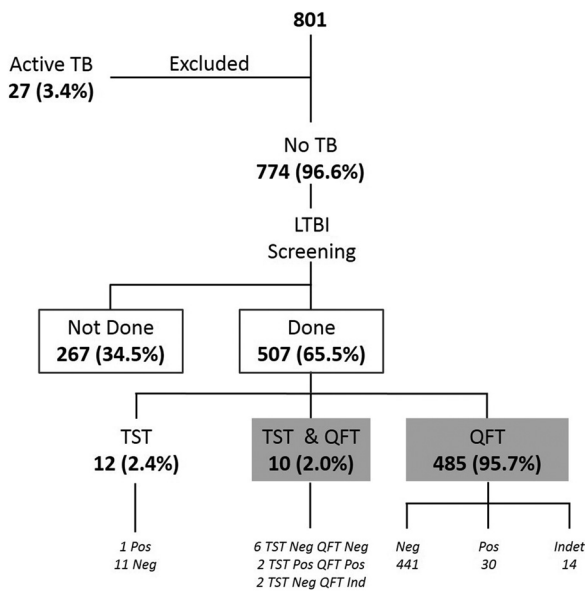 801
Active TB
27 (3.4%)
Excluded
No TB
774 (96.6%)
LTBI
Screening
Not Done
267 (34.5%)
Done
507 (65.5%)
TST
12 (2.4%)
TST & QFT
10 (2.0%)
QFT
485 (95.7%)
1 Pos
11 Neg
6 TST Neg QFT Neg
2 TST Pos QFT Pos
2 TST Neg QFT Ind
Neg
441
Pos
30
Indet
14